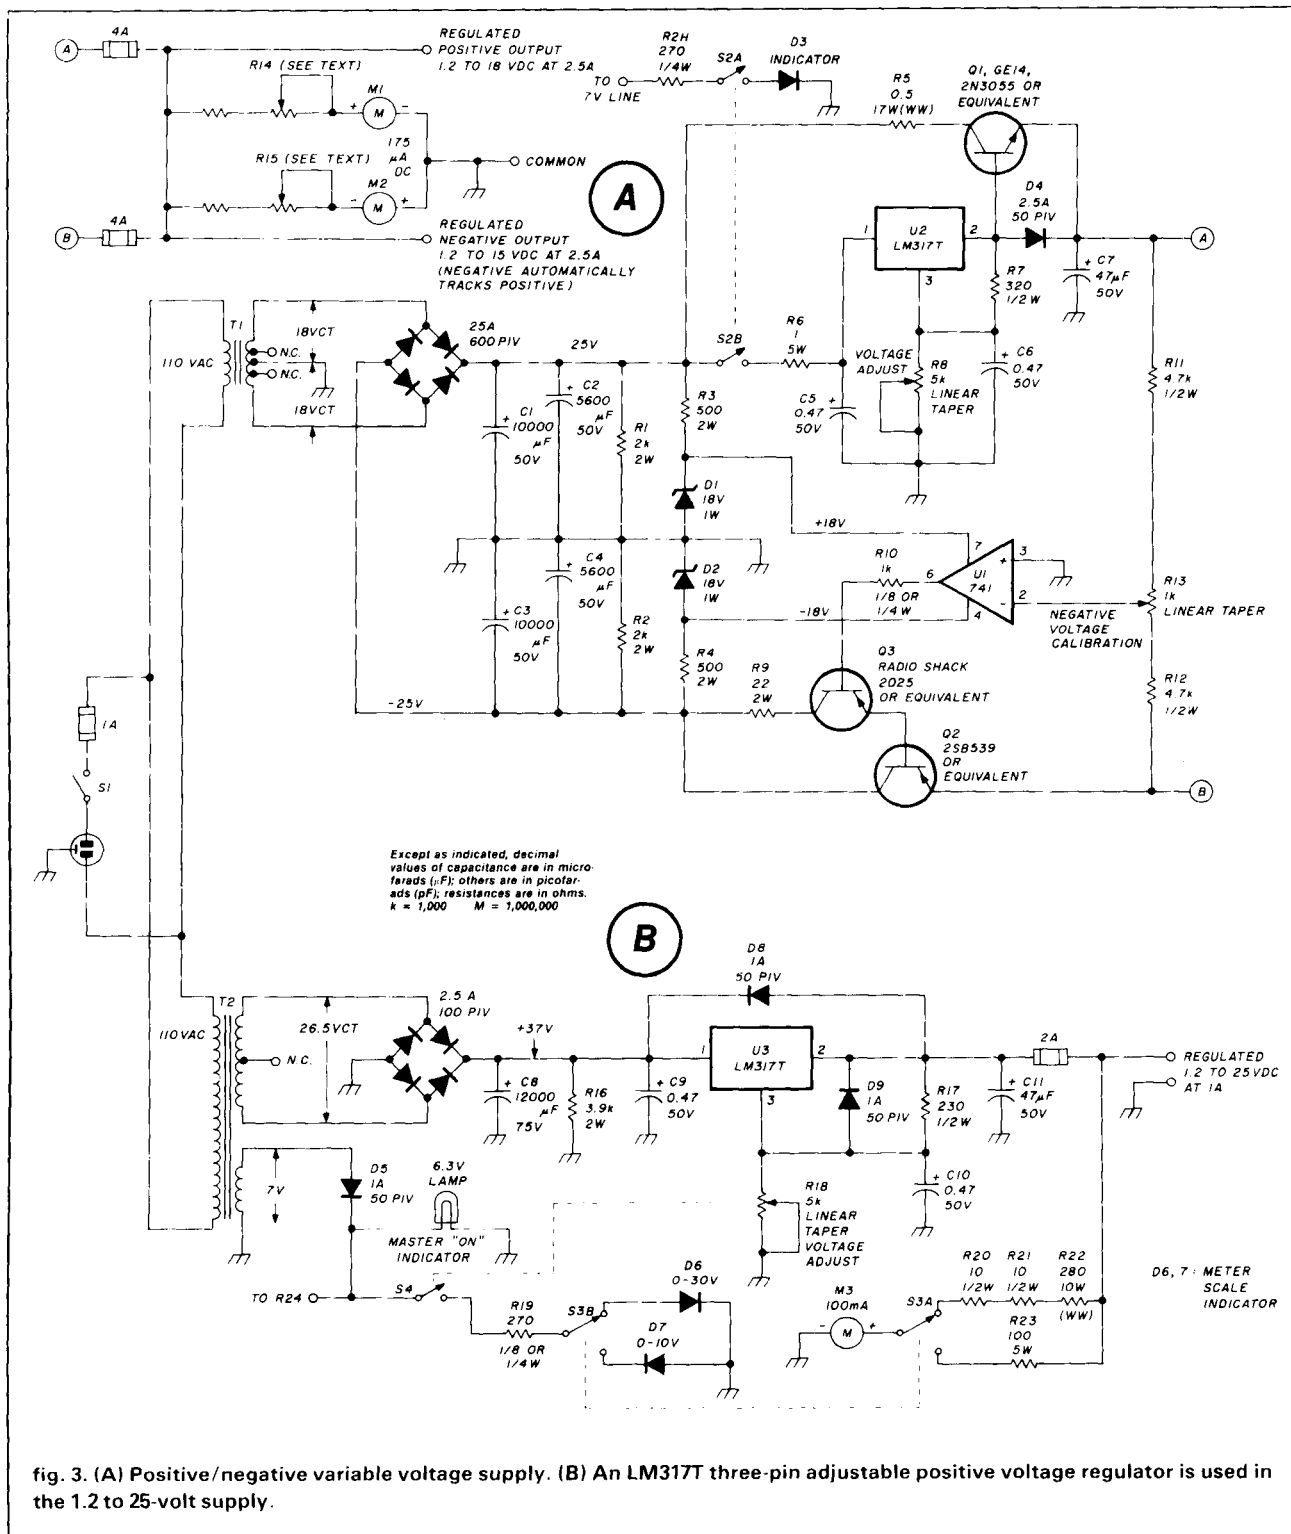 4A
A
REGULATED
POSITIVE OUTPUT
1.2 TO 18 VDC AT 2.5A
R14 (SEE TEXT)
M1
+
-
M
175
µA
DC
COMMON
R15 (SEE TEXT)
M2
-
+
M
4A
B
REGULATED
NEGATIVE OUTPUT
1.2 TO 15 VDC AT 2.5A
(NEGATIVE AUTOMATICALLY
TRACKS POSITIVE)
A
R2H
270
1/4W
TO
7V LINE
S2A
D3
INDICATOR
R5
0.5
17W(WW)
Q1, GE14,
2N3055 OR
EQUIVALENT
D4
2.5A
50 PIV
1
U2
LM317T
2
3
A
R7
320
1/2W
+ C7
47µF
50V
T1
110 VAC
18VCT
N.C.
N.C.
18VCT
25A
600 PIV
25V
S2B
R6
1
5W
VOLTAGE
ADJUST
R8
5k
LINEAR
TAPER
+ C6
0.47
50V
C5
0.47
50V
+
R11
4.7k
1/2W
+ C1
10000
µF
50V
+ C2
5600
µF
50V
R1
2k
2W
R3
500
2W
D1
18V
1W
+18V
D2
18V
1W
-18V
R10
1k
1/8 OR
1/4W
6
7
U1
741
+
3
-
2
4
NEGATIVE
VOLTAGE
CALIBRATION
R13
1k
LINEAR TAPER
+ C3
10000
µF
50V
+ C4
5600
µF
50V
R2
2k
2W
R4
500
2W
R9
22
2W
Q3
RADIO SHACK
2025
OR EQUIVALENT
R12
4.7k
1/2W
-25V
Q2
2SB539
OR
EQUIVALENT
B
1A
S1
Except as indicated, decimal
values of capacitance are in micro-
farads (µF); others are in picofar-
ads (pF); resistances are in ohms.
k = 1,000 M = 1,000,000
B
T2
110VAC
26.5VCT
N.C.
2.5 A
100 PIV
+37V
D8
1A
50 PIV
1
U3
LM317T
2
3
2A
REGULATED
1.2 TO 25VDC
AT 1A
+ C8
12000
µF
75V
R16
3.9k
2W
+ C9
0.47
50V
D9
1A
50 PIV
R17
230
1/2W
+ C11
47µF
50V
7V
D5
1A
50 PIV
6.3V
LAMP
MASTER "ON"
INDICATOR
R18
5k
LINEAR
TAPER
VOLTAGE
ADJUST
+ C10
0.47
50V
TO R24
S4
R19
270
1/8 OR
1/4W
S3B
D6
0-30V
D7
0-10V
M3
100mA
-
M
+
S3A
R20
10
1/2W
R21
10
1/2W
R22
280
10W
(WW)
R23
100
5W
D6, 7: METER
SCALE
INDICATOR
fig. 3. (A) Positive/negative variable voltage supply. (B) An LM317T three-pin adjustable positive voltage regulator is used in
the 1.2 to 25-volt supply.